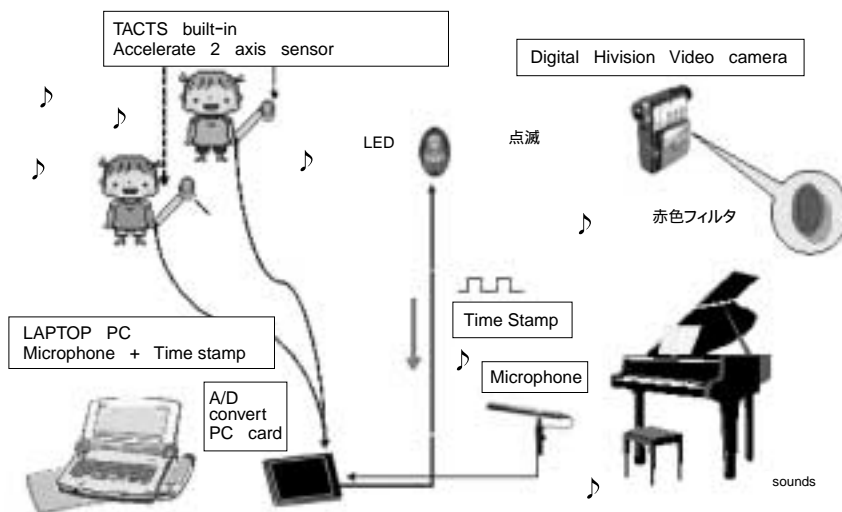 TACTS built-in
Accelerate 2 axis sensor
Digital Hivision Video camera
LED
点滅
赤色フィルタ
Time Stamp
LAPTOP PC
Microphone + Time stamp
Microphone
A/D
convert
PC card
sounds